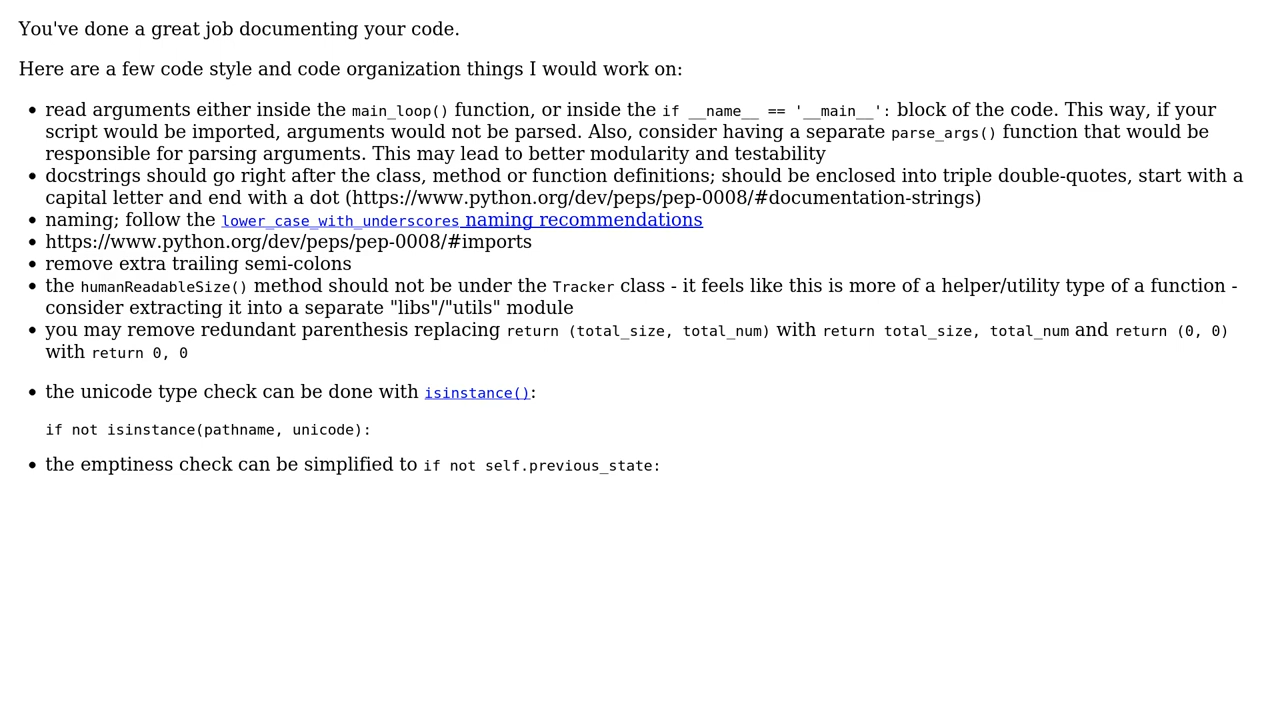 You've done a great job documenting your code.
Here are a few code style and code organization things I would work on:
• read arguments either inside the main_loop() function, or inside the if __name__ == '__main__': block of the code. This way, if your
script would be imported, arguments would not be parsed. Also, consider having a separate parse_args() function that would be
responsible for parsing arguments. This may lead to better modularity and testability
• docstrings should go right after the class, method or function definitions; should be enclosed into triple double-quotes, start with a
capital letter and end with a dot (https://www.python.org/dev/peps/pep-0008/#documentation-strings)
• naming; follow the lower_case_with_underscores naming recommendations
• https://www.python.org/dev/peps/pep-0008/#imports
• remove extra trailing semi-colons
• the humanReadableSize() method should not be under the Tracker class - it feels like this is more of a helper/utility type of a function -
consider extracting it into a separate "libs"/"utils" module
• you may remove redundant parenthesis replacing return (total_size, total_num) with return total_size, total_num and return (0, 0)
with return 0, 0
• the unicode type check can be done with isinstance():
if not isinstance(pathname, unicode):
• the emptiness check can be simplified to if not self.previous_state: